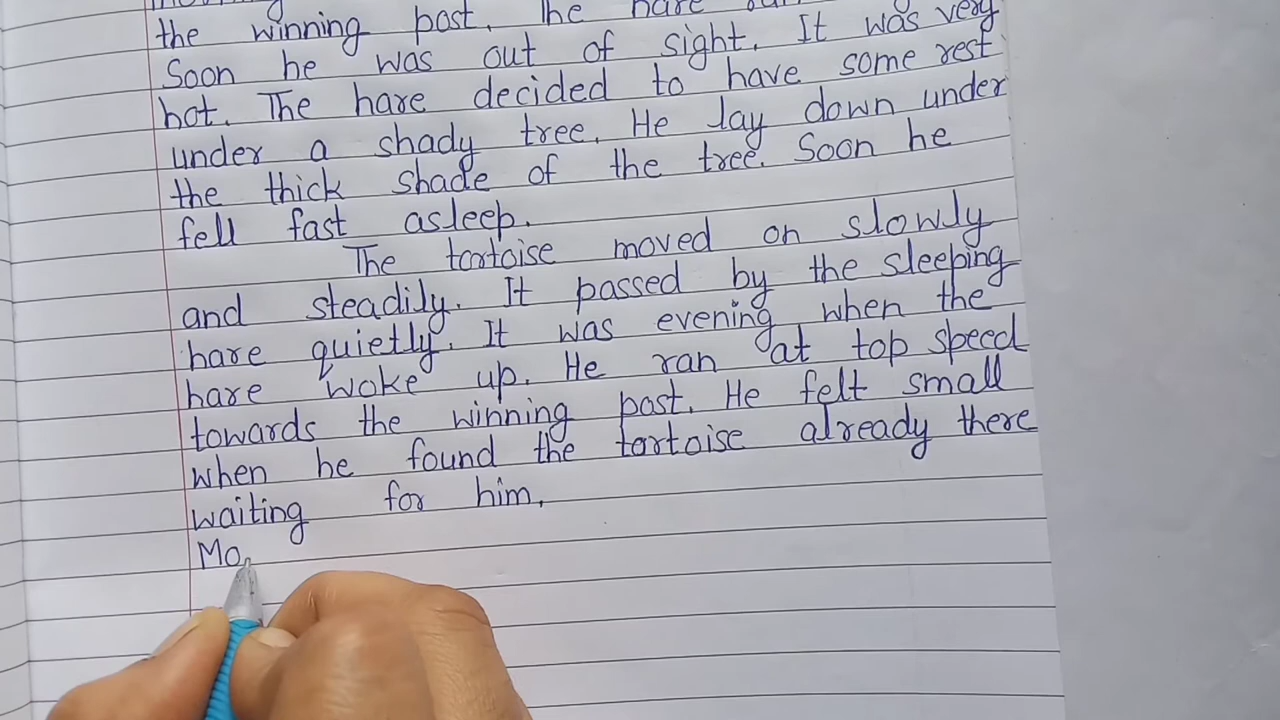 the winning post. The hare
Soon he was out of sight. It was very
hot. The hare decided to have some rest
under a shady tree. He lay down under
the thick shade of the tree. Soon he
fell fast asleep.
The tortoise moved on slowly
and steadily. It passed by the sleeping
hare quietly. It was evening when the
hare woke up. He ran at top speed
towards the winning post. He felt small
when he found the tortoise already there
waiting for him.
Mo